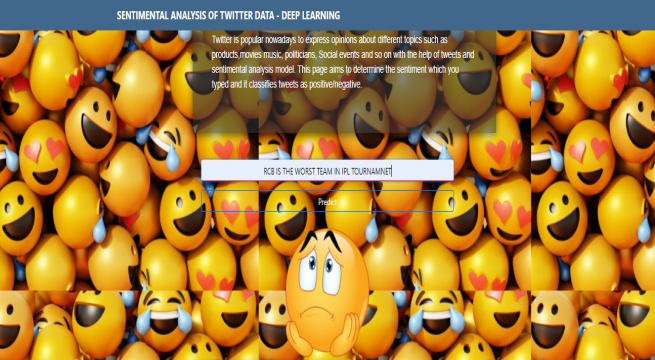 SENTIMENTAL ANALYSIS OF TWITTER DATA - DEEP LEARNING
Twitter is popular nowadays to express opinions about different topics such as
products,movies music, politicians, Social events and so on with the help of tweets and
sentimental analysis model. This page aims to determine the sentiment which you
typed and it classifies tweets as positive/negative.
RCB IS THE WORST TEAM IN IPL TOURNAMNET
Predict